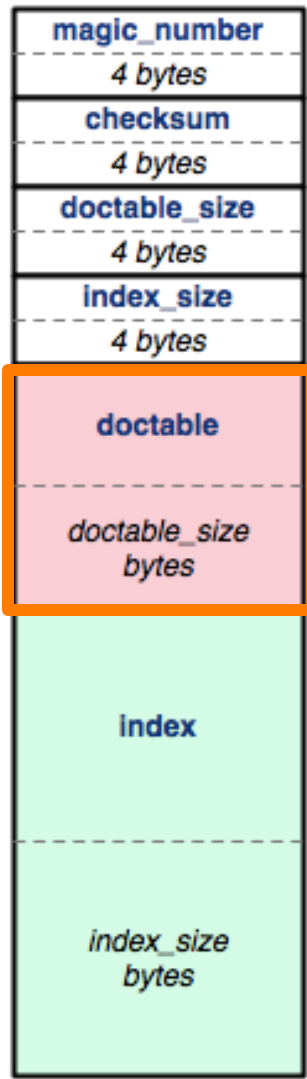 magic_number
4 bytes
checksum
4 bytes
doctable_size
4 bytes
index_size
4 bytes
doctable
doctable_size
bytes
index
index_size
bytes